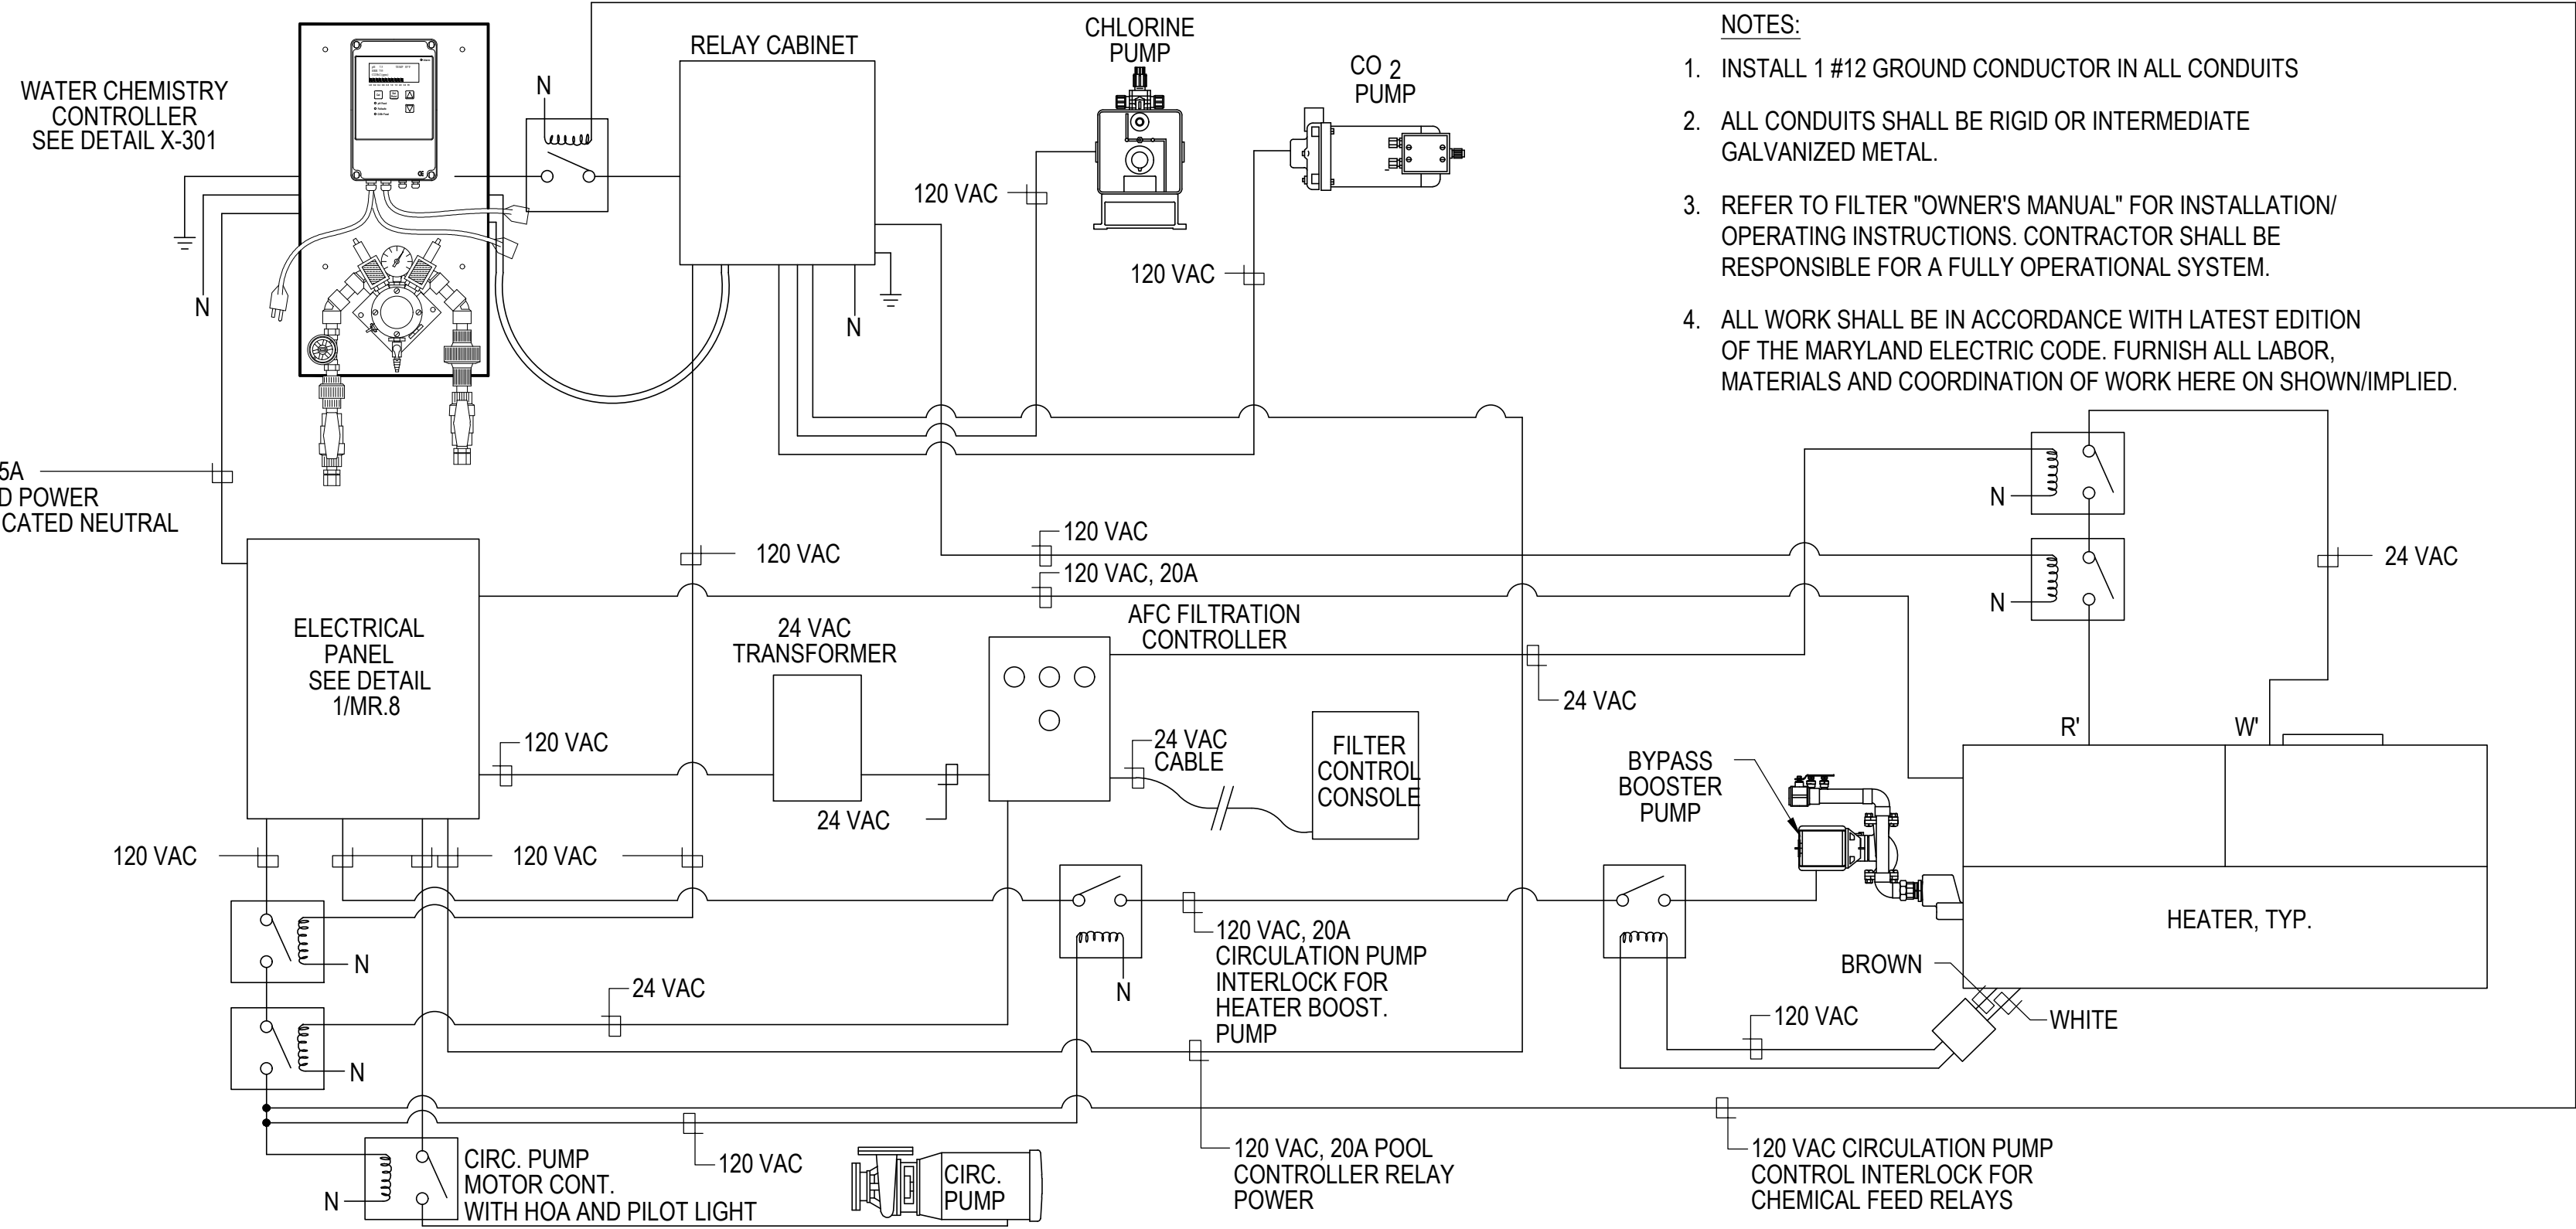 NOTES:
1. INSTALL 1 #12 GROUND CONDUCTOR IN ALL CONDUITS
2. ALL CONDUITS SHALL BE RIGID OR INTERMEDIATE
GALVANIZED METAL.
3. REFER TO FILTER "OWNER'S MANUAL" FOR INSTALLATION/
OPERATING INSTRUCTIONS. CONTRACTOR SHALL BE
RESPONSIBLE FOR A FULLY OPERATIONAL SYSTEM.
4. ALL WORK SHALL BE IN ACCORDANCE WITH LATEST EDITION
OF THE MARYLAND ELECTRIC CODE. FURNISH ALL LABOR,
MATERIALS AND COORDINATION OF WORK HERE ON SHOWN/IMPLIED.
WATER CHEMISTRY
CONTROLLER
SEE DETAIL X-301
N
N
RELAY CABINET
N
CHLORINE
PUMP
CO 2
PUMP
120 VAC
120 VAC
5A
D POWER
CATED NEUTRAL
120 VAC
120 VAC
120 VAC, 20A
N
N
24 VAC
ELECTRICAL
PANEL
SEE DETAIL
1/MR.8
24 VAC
TRANSFORMER
AFC FILTRATION
CONTROLLER
24 VAC
120 VAC
24 VAC
24 VAC
CABLE
FILTER
CONTROL
CONSOLE
BYPASS
BOOSTER
PUMP
R'
W'
HEATER, TYP.
120 VAC
120 VAC
N
24 VAC
N
120 VAC, 20A
CIRCULATION PUMP
INTERLOCK FOR
HEATER BOOST.
PUMP
N
BROWN
WHITE
120 VAC
CIRC. PUMP
MOTOR CONT.
WITH HOA AND PILOT LIGHT
N
120 VAC
CIRC.
PUMP
120 VAC, 20A POOL
CONTROLLER RELAY
POWER
120 VAC CIRCULATION PUMP
CONTROL INTERLOCK FOR
CHEMICAL FEED RELAYS